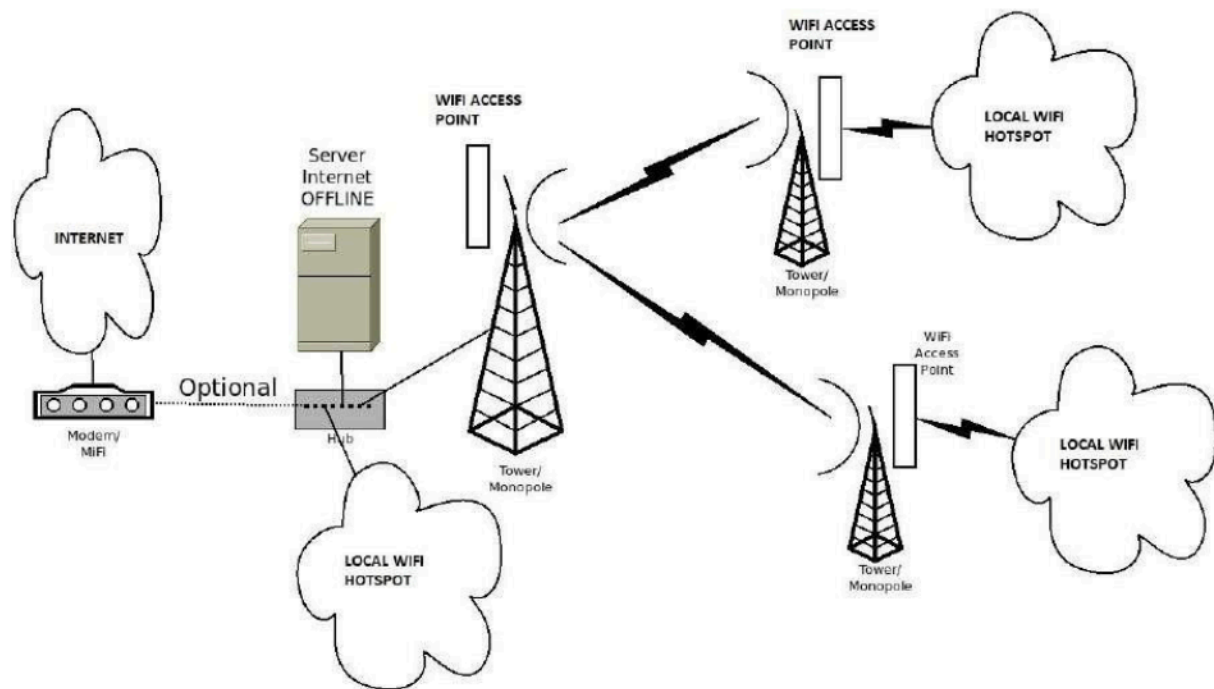 WIFI ACCESS
POINT
LOCAL WIFI
HOTSPOT
Tower/
Monopole
WIFI ACCESS
POINT
Server
Internet
OFFLINE
INTERNET
Optional
Modem/
MiFi
Hub
Tower/
Monopole
LOCAL WIFI
HOTSPOT
WiFi
Access
Point
LOCAL WIFI
HOTSPOT
Tower/
Monopole